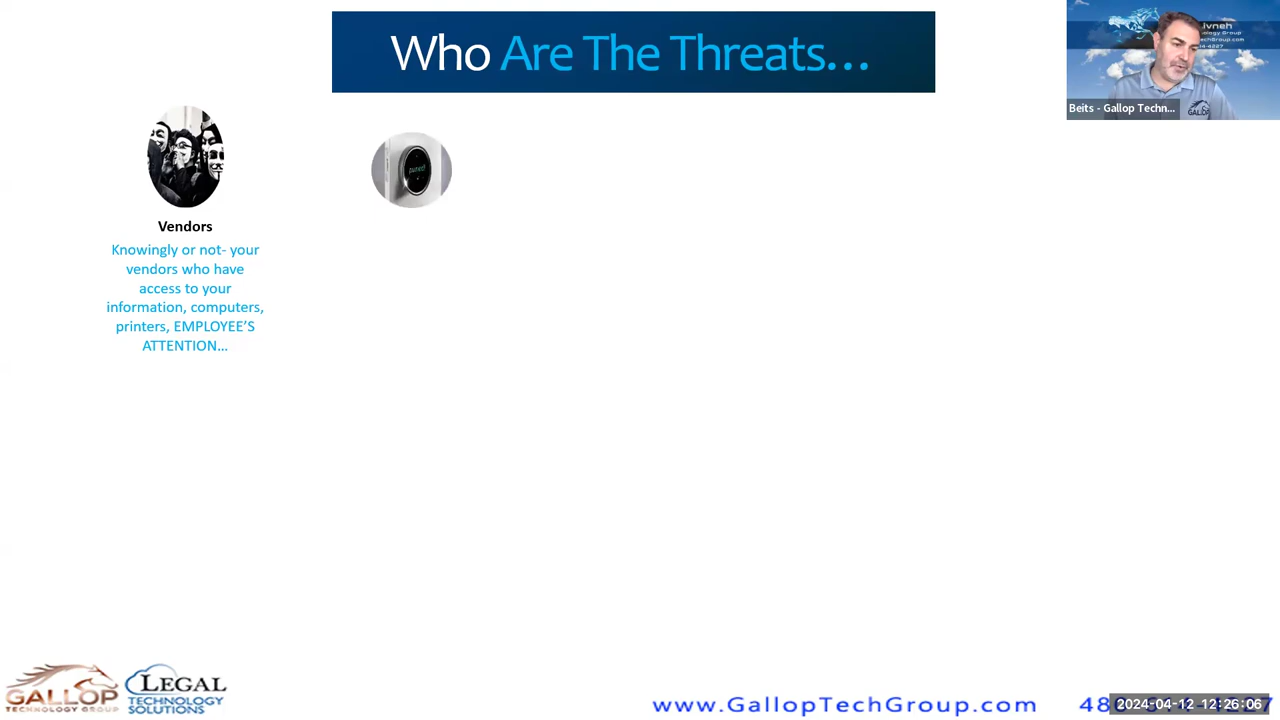 Who Are The Threats...
ivneh
Beits - Gallop Techn...
Vendors
Knowingly or not- your
vendors who have
access to your
information, computers,
printers, EMPLOYEE'S
ATTENTION...
GALLOP
TECHNOLOGY GROUP
LEGAL
TECHNOLOGY
SOLUTIONS
www.GallopTechGroup.com
2024-04-12 12:26:06